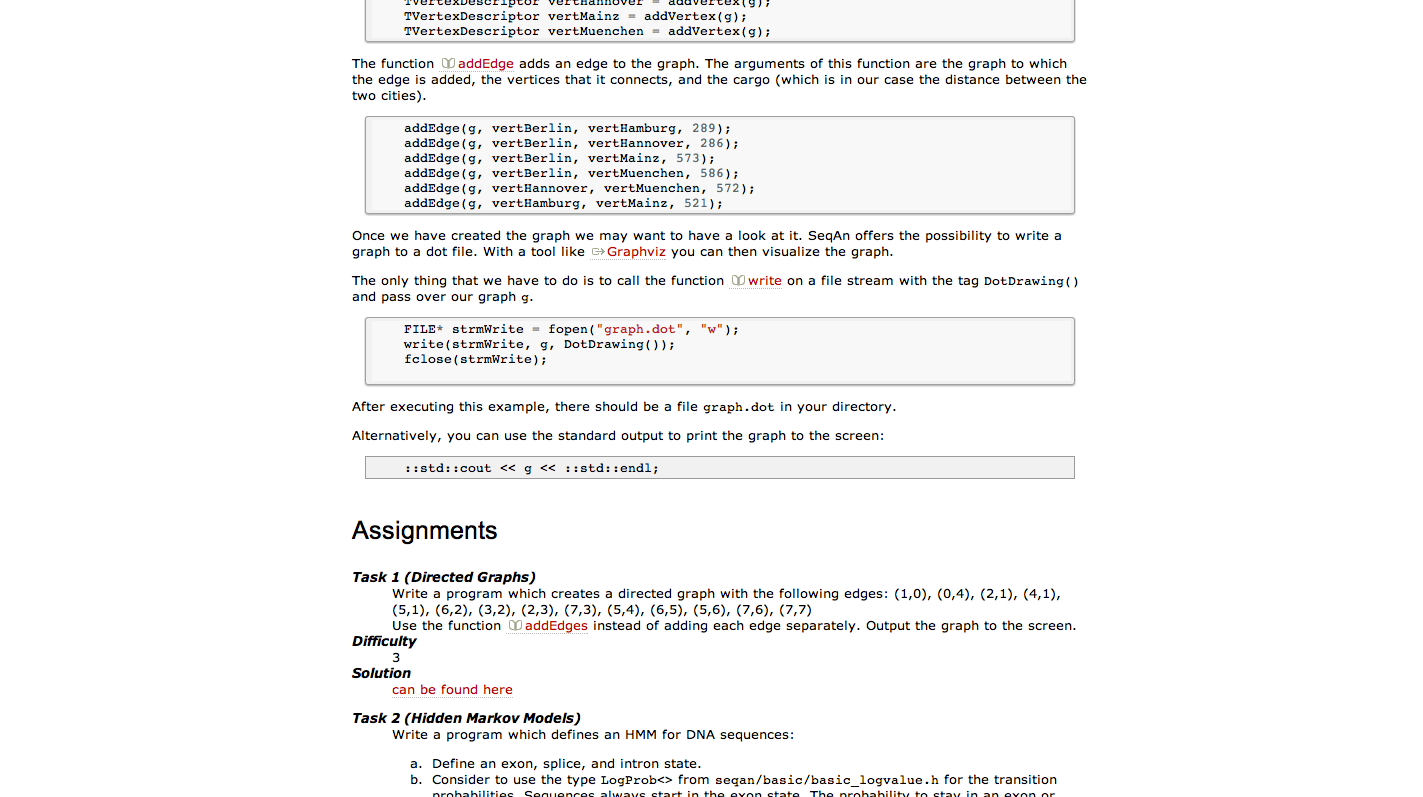 TVertexDescriptor vertHannover = addVertex(g);
TVertexDescriptor vertMainz = addVertex(g);
TVertexDescriptor vertMuenchen = addVertex(g);
The function addEdge adds an edge to the graph. The arguments of this function are the graph to which
the edge is added, the vertices that it connects, and the cargo (which is in our case the distance between the
two cities).
addEdge(g, vertBerlin, vertHamburg, 289);
addEdge(g, vertBerlin, vertHannover, 286);
addEdge(g, vertBerlin, vertMainz, 573);
addEdge(g, vertBerlin, vertMuenchen, 586);
addEdge(g, vertHannover, vertMuenchen, 572);
addEdge(g, vertHamburg, vertMainz, 521);
Once we have created the graph we may want to have a look at it. SeqAn offers the possibility to write a
graph to a dot file. With a tool like Graphviz you can then visualize the graph.
The only thing that we have to do is to call the function write on a file stream with the tag DotDrawing()
and pass over our graph g.
FILE* strmWrite = fopen("graph.dot", "w");
write(strmWrite, g, DotDrawing());
fclose(strmWrite);
After executing this example, there should be a file graph.dot in your directory.
Alternatively, you can use the standard output to print the graph to the screen:
::std::cout << g << ::std::endl;
Assignments
Task 1 (Directed Graphs)
Write a program which creates a directed graph with the following edges: (1,0), (0,4), (2,1), (4,1),
(5,1), (6,2), (3,2), (2,3), (7,3), (5,4), (6,5), (5,6), (7,6), (7,7)
Use the function addEdges instead of adding each edge separately. Output the graph to the screen.
Difficulty
3
Solution
can be found here
Task 2 (Hidden Markov Models)
Write a program which defines an HMM for DNA sequences:
a. Define an exon, splice, and intron state.
b. Consider to use the type LogProb<> from seqan/basic/basic_logvalue.h for the transition
probabilities. Sequences always start in the exon state. The probability to stay in an exon or